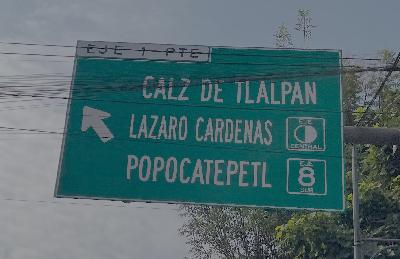 EJE 1 PTE
CALZ DE TLALPAN
LAZARO CARDENAS
EJE
CENTRAL
POPOCATEPETL
EJE
8
SUR